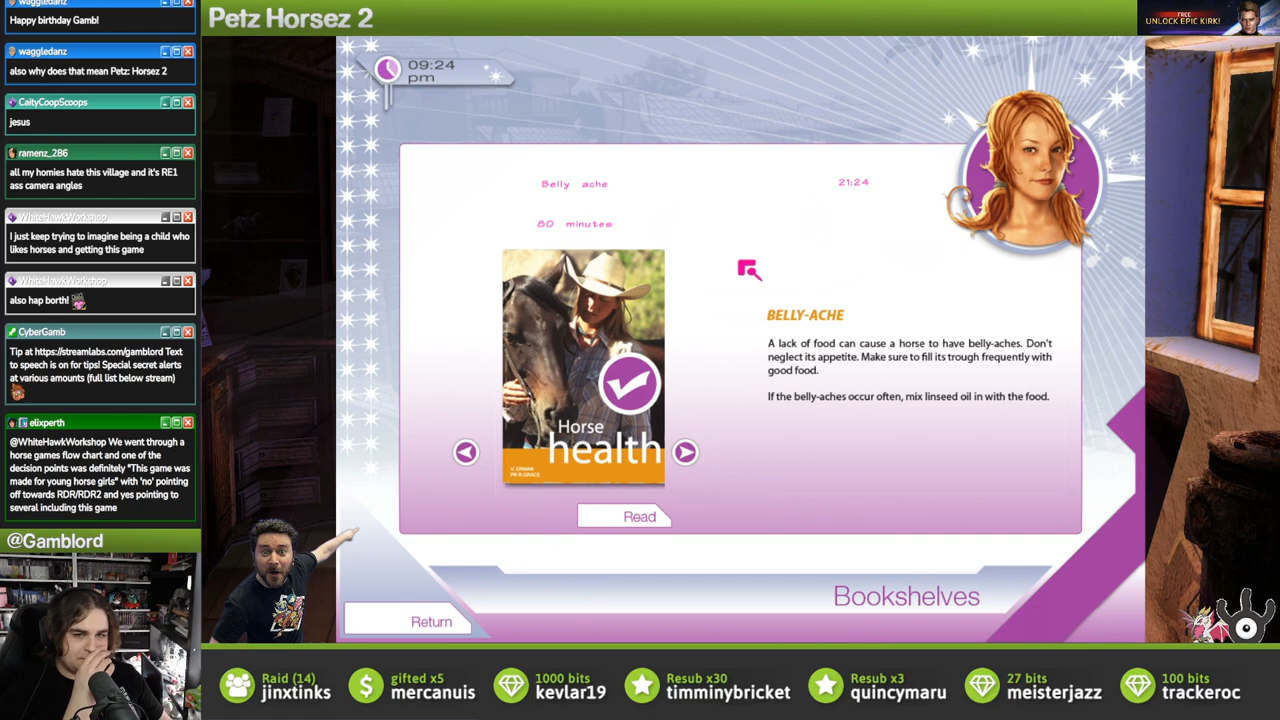 waggledanz
Happy birthday Gamb!
waggledanz
also why does that mean Petz: Horsez 2
CaityCoopScoops
jesus
ramenz_286
all my homies hate this village and it's RE1
ass camera angles
WhiteHawkWorkshop
I just keep trying to imagine being a child who
likes horses and getting this game
WhiteHawkWorkshop
also hap borth!
CyberGamb
Tip at https://streamlabs.com/gamblord Text
to speech is on for tips! Special secret alerts
at various amounts (full list below stream)
elixperth
@WhiteHawkWorkshop We went through a
horse games flow chart and one of the
decision points was definitely "This game was
made for young horse girls" with 'no' pointing
off towards RDR/RDR2 and yes pointing to
several including this game
@Gamblord
Petz Horsez 2
FREE
UNLOCK EPIC KIRK!
09:24
pm
Belly ache
21:24
80 minutes
Horse
health
V. ERMAN
PR R.GRACE
BELLY-ACHE
A lack of food can cause a horse to have belly-aches. Don't
neglect its appetite. Make sure to fill its trough frequently with
good food.
If the belly-aches occur often, mix linseed oil in with the food.
Read
Bookshelves
Return
Raid (14)
jinxtinks
gifted x5
mercanuis
1000 bits
kevlar19
Resub x30
timminybricket
Resub x3
quincymaru
27 bits
meisterjazz
100 bits
trackeroc